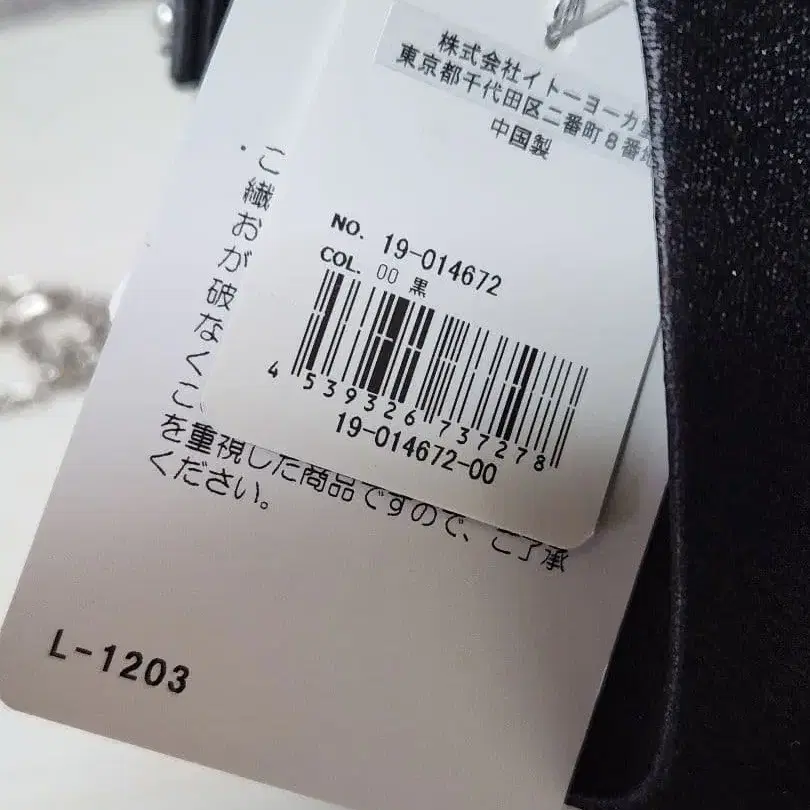 株式会社イトーヨーカ堂
東京都千代田区二番町8番地
中国製
NO. 19-014672
COL. 00 黒
4 539326 737278
19-014672-00
・こ
繊
おが
破
なく
こ、
を重視した商品ですので、ご了承
ください。
L-1203